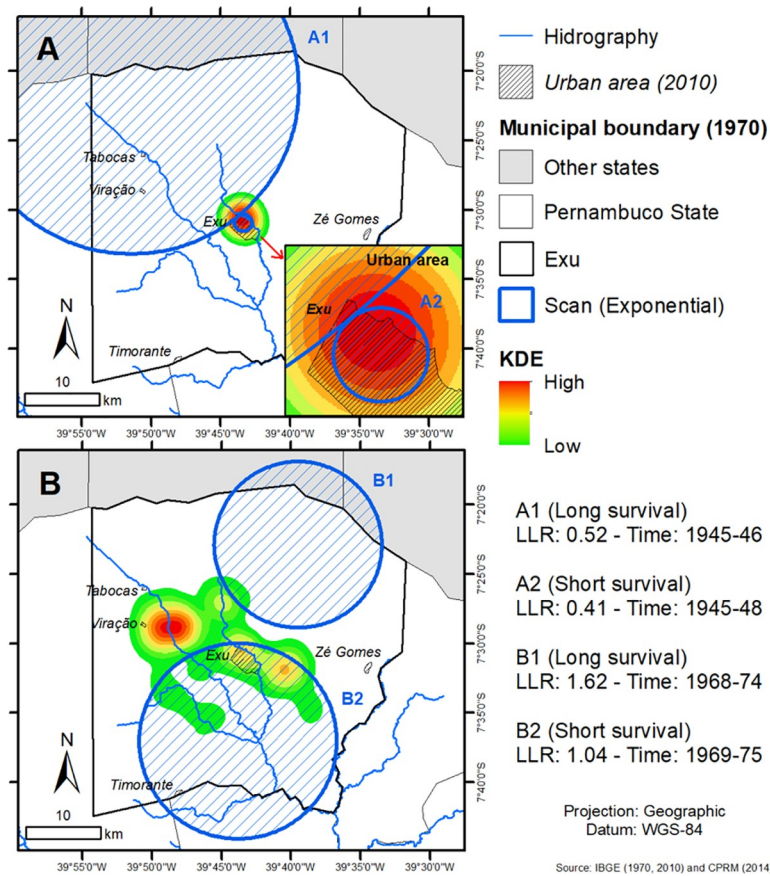 A
A1
Tabocas
Viração
Exu
Zé Gomes
Urban area
Exu
A2
N
Timorante
10
km
7°20'0"S
7°25'0"S
7°30'0"S
7°35'0"S
7°40'0"S
39°55'0"W 39°50'0"W 39°45'0"W 39°40'0"W 39°35'0"W 39°30'0"W
B
B1
Tabocas
Viração
Exu
Zé Gomes
B2
N
Timorante
10
km
7°20'0"S
7°25'0"S
7°30'0"S
7°35'0"S
7°40'0"S
39°55'0"W 39°50'0"W 39°45'0"W 39°40'0"W 39°35'0"W 39°30'0"W
Hidrography
Urban area (2010)
Municipal boundary (1970)
Other states
Pernambuco State
Exu
Scan (Exponential)
KDE
High
Low
A1 (Long survival)
LLR: 0.52 - Time: 1945-46
A2 (Short survival)
LLR: 0.41 - Time: 1945-48
B1 (Long survival)
LLR: 1.62 - Time: 1968-74
B2 (Short survival)
LLR: 1.04 - Time: 1969-75
Projection: Geographic
Datum: WGS-84
Source: IBGE (1970, 2010) and CPRM (2014